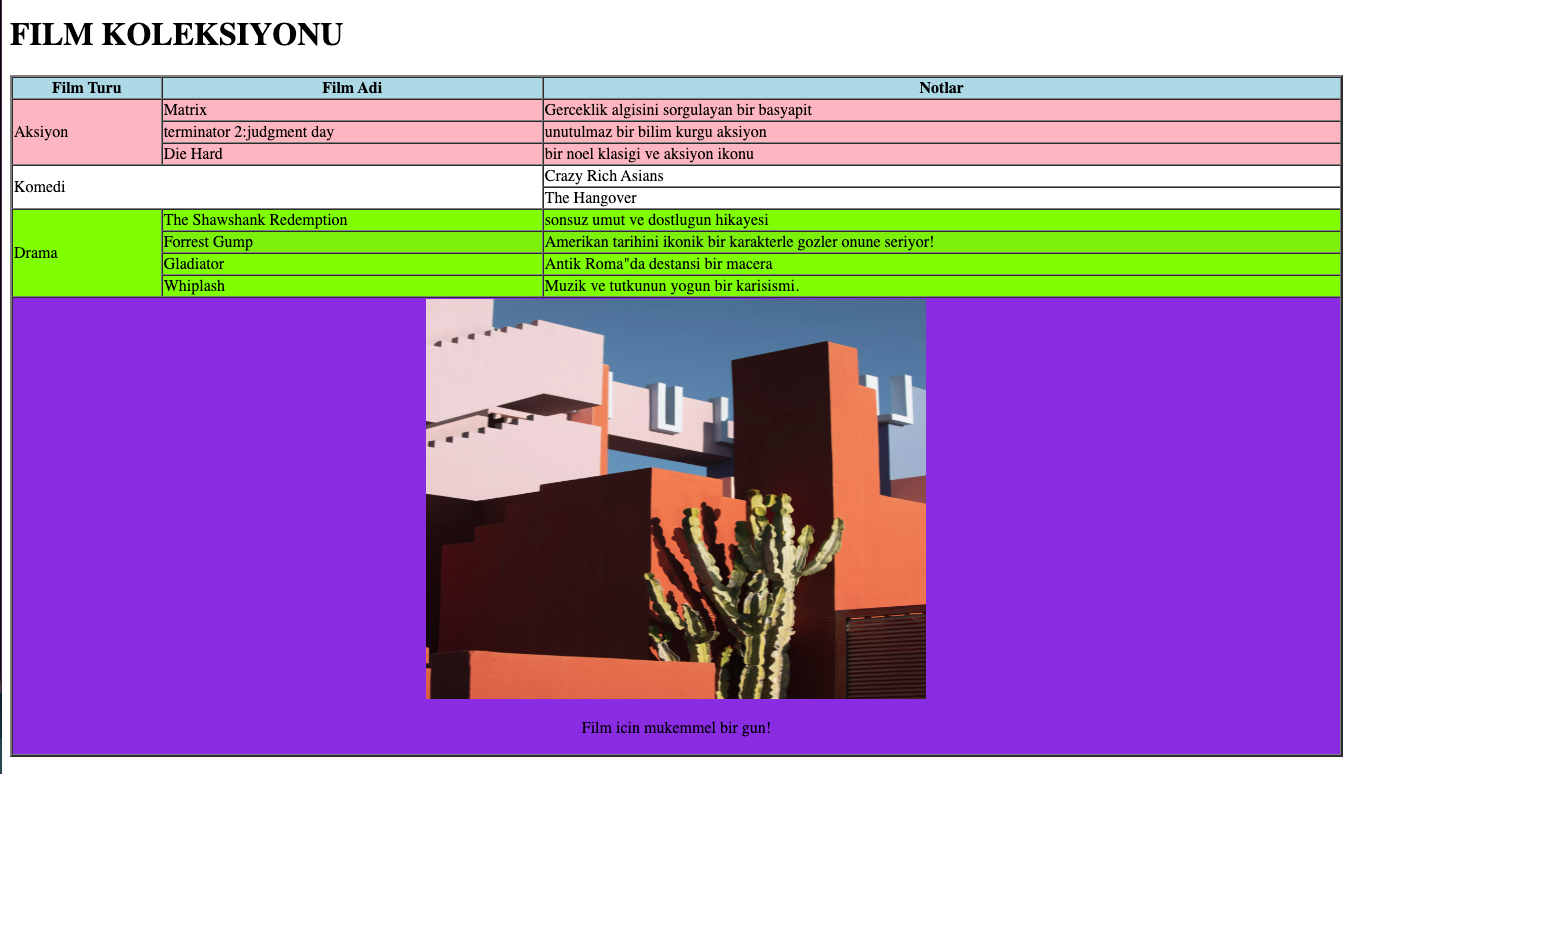 FILM KOLEKSIYONU
Film Turu Film Adi Notlar
Aksiyon
Matrix Gerceklik algisini sorgulayan bir basyapit
terminator 2:judgment day unutulmaz bir bilim kurgu aksiyon
Die Hard bir noel klasigi ve aksiyon ikonu
Komedi
Crazy Rich Asians
The Hangover
Drama
The Shawshank Redemption sonsuz umut ve dostlugun hikayesi
Forrest Gump Amerikan tarihini ikonik bir karakterle gozler onune seriyor!
Gladiator Antik Roma"da destansi bir macera
Whiplash Muzik ve tutkunun yogun bir karisismi.
Film icin mukemmel bir gun!